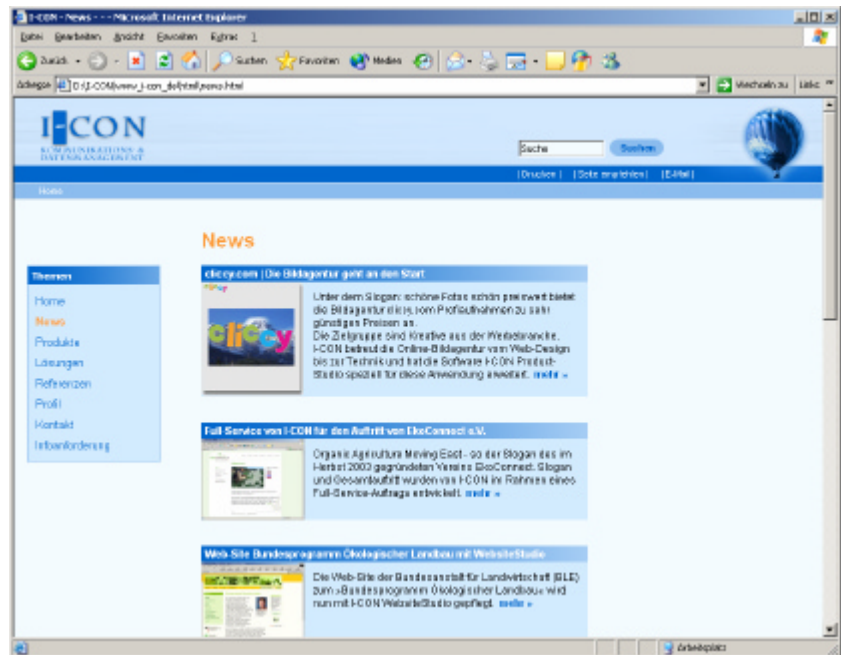 I-CON - News - - - Microsoft Internet Explorer
Datei Bearbeiten Ansicht Favoriten Extras ?
Zurück Suchen Favoriten Medien
Adresse D:\I-CON\www_i-con_de\html\news.html Wechseln zu Links
I-CON
KOMMUNIKATIONS- &
DATENMANAGEMENT
Suche Suchen
|Drucken | |Seite empfehlen| |E-Mail|
Home
News
Themen
Home
News
Produkte
Lösungen
Referenzen
Profil
Kontakt
Infoanforderung
cliccy.com | Die Bildagentur geht an den Start
cliccy
Unter dem Slogan: schöne Fotos schön preiswert bietet
die Bildagentur cliccy.com Profiaufnahmen zu sehr
günstigen Preisen an.
Die Zielgruppe sind Kreative aus der Werbebranche.
I-CON betreut die Online-Bildagentur vom Web-Design
bis zur Technik und hat die Software I-CON Product-
Studio speziell für diese Anwendung erweitert. mehr »
Full-Service von I-CON für den Auftritt von EkoConnect e.V.
Organic Agriculture Moving East - so der Slogan des im
Herbst 2003 gegründeten Vereins EkoConnect. Slogan
und Gesamtauftritt wurden von I-CON im Rahmen eines
Full-Service-Auftrags entwickelt. mehr »
Web-Site Bundesprogramm Ökologischer Landbau mit WebsiteStudio
Die Web-Site der Bundesanstalt für Landwirtschaft (BLE)
zum »Bundesprogramm Ökologischer Landbau« wird
nun mit I-CON WebsiteStudio gepflegt. mehr »
Arbeitsplatz